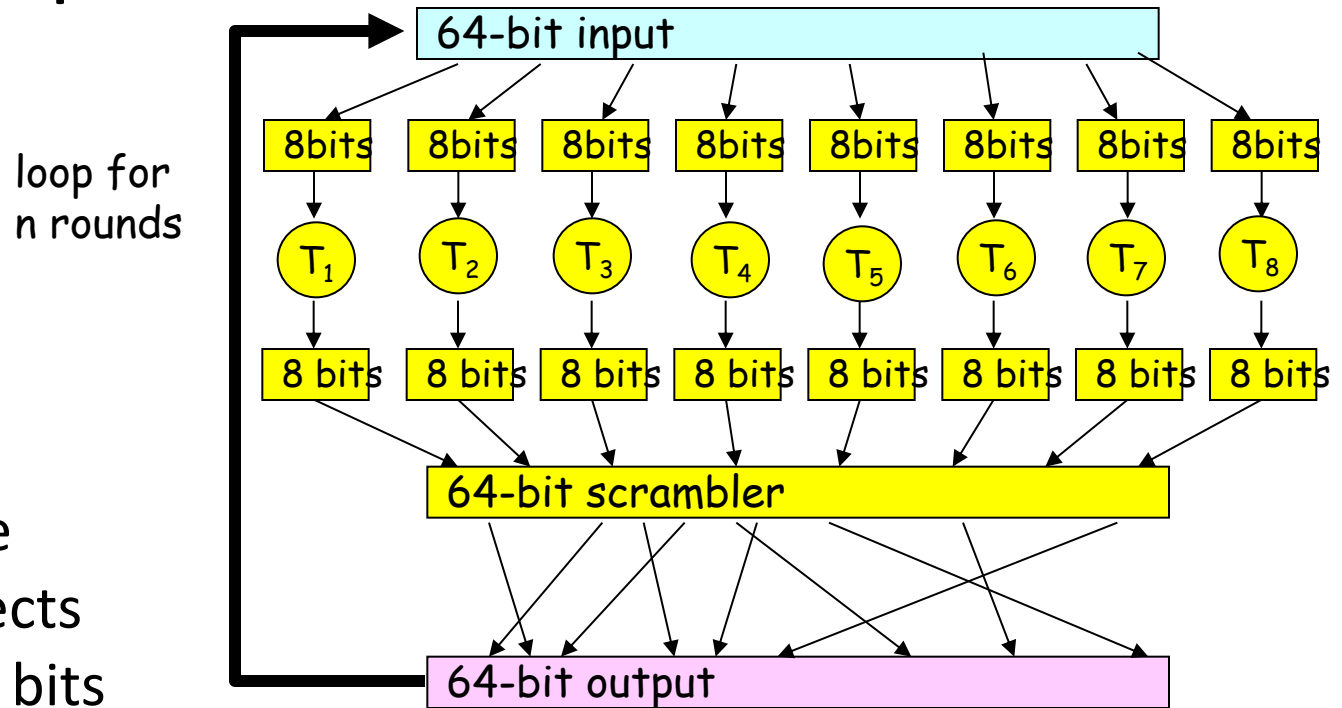 64-bit input
8bits 8bits 8bits 8bits 8bits 8bits 8bits 8bits
loop for
n rounds
T₁ T₂ T₃ T₄ T₅ T₆ T₇ T₈
8 bits 8 bits 8 bits 8 bits 8 bits 8 bits 8 bits 8 bits
64-bit scrambler
ects
bits
64-bit output